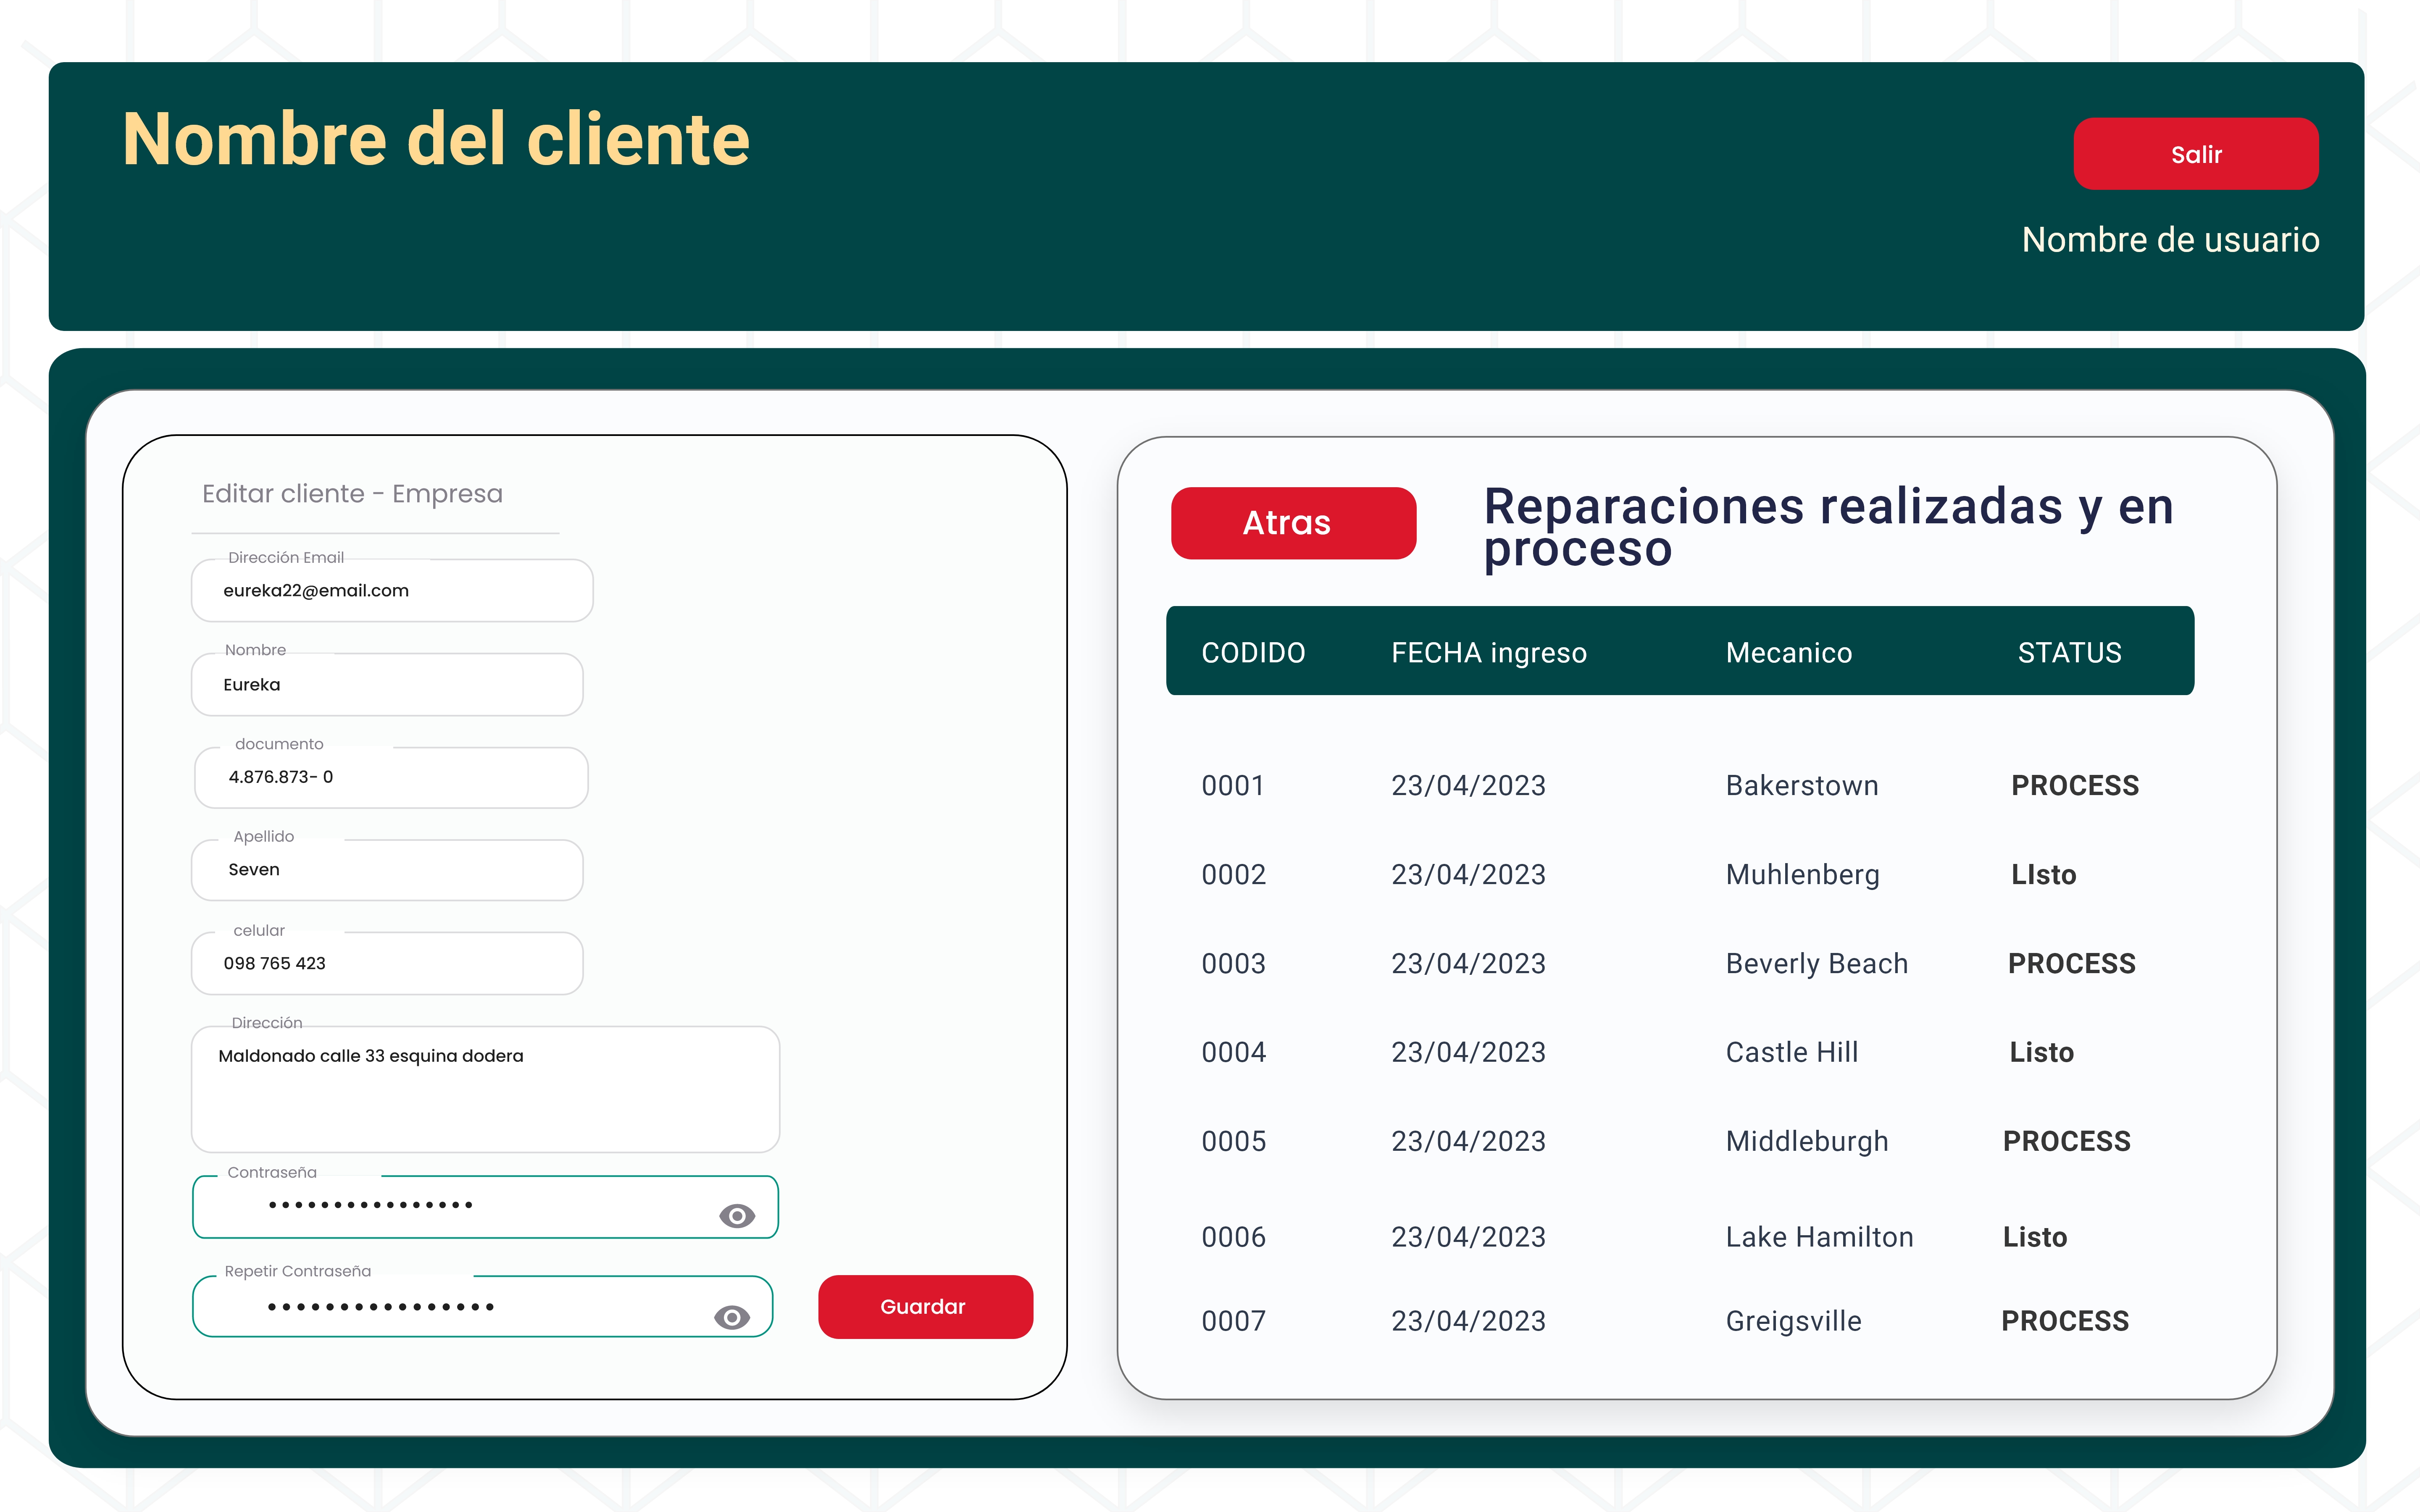 Nombre del cliente
Salir
Nombre de usuario
Editar cliente - Empresa
Dirección Email
eureka22@email.com
Nombre
Eureka
documento
4.876.873- 0
Apellido
Seven
celular
098 765 423
Dirección
Maldonado calle 33 esquina dodera
Contraseña
••••••••••••••••
Repetir Contraseña
••••••••••••••••
Guardar
Atras
Reparaciones realizadas y en
proceso
CODIDO FECHA ingreso Mecanico STATUS
0001 23/04/2023 Bakerstown PROCESS
0002 23/04/2023 Muhlenberg LIsto
0003 23/04/2023 Beverly Beach PROCESS
0004 23/04/2023 Castle Hill Listo
0005 23/04/2023 Middleburgh PROCESS
0006 23/04/2023 Lake Hamilton Listo
0007 23/04/2023 Greigsville PROCESS